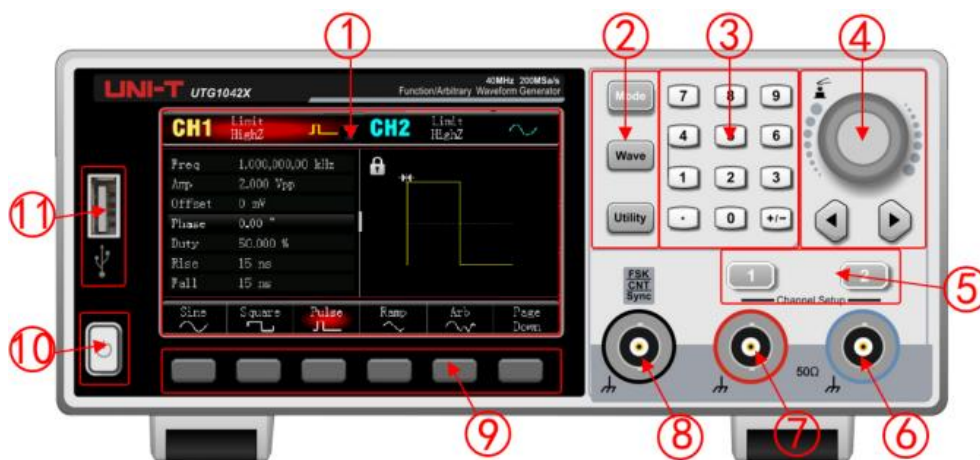 ① ② ③ ④
UNI-T UTG1042X
40MHz 200MSa/s
Function/Arbitrary Waveform Generator
CH1 Limit HighZ CH2 Limit HighZ
Freq 1.000,000,00 kHz
Amp 2.000 Vpp
Offset 0 mV
Phase 0.00 °
Duty 50.000 %
Rise 15 ns
Fall 15 ns
Sine Square Pulse Ramp Arb Page Down
Mode
Wave
Utility
7 8 9
4 5 6
1 2 3
. 0 +/-
1 2
Channel Setup
⑤
FSK
CNT
Sync
50Ω
⑪
⑩
⑨ ⑧ ⑦ ⑥